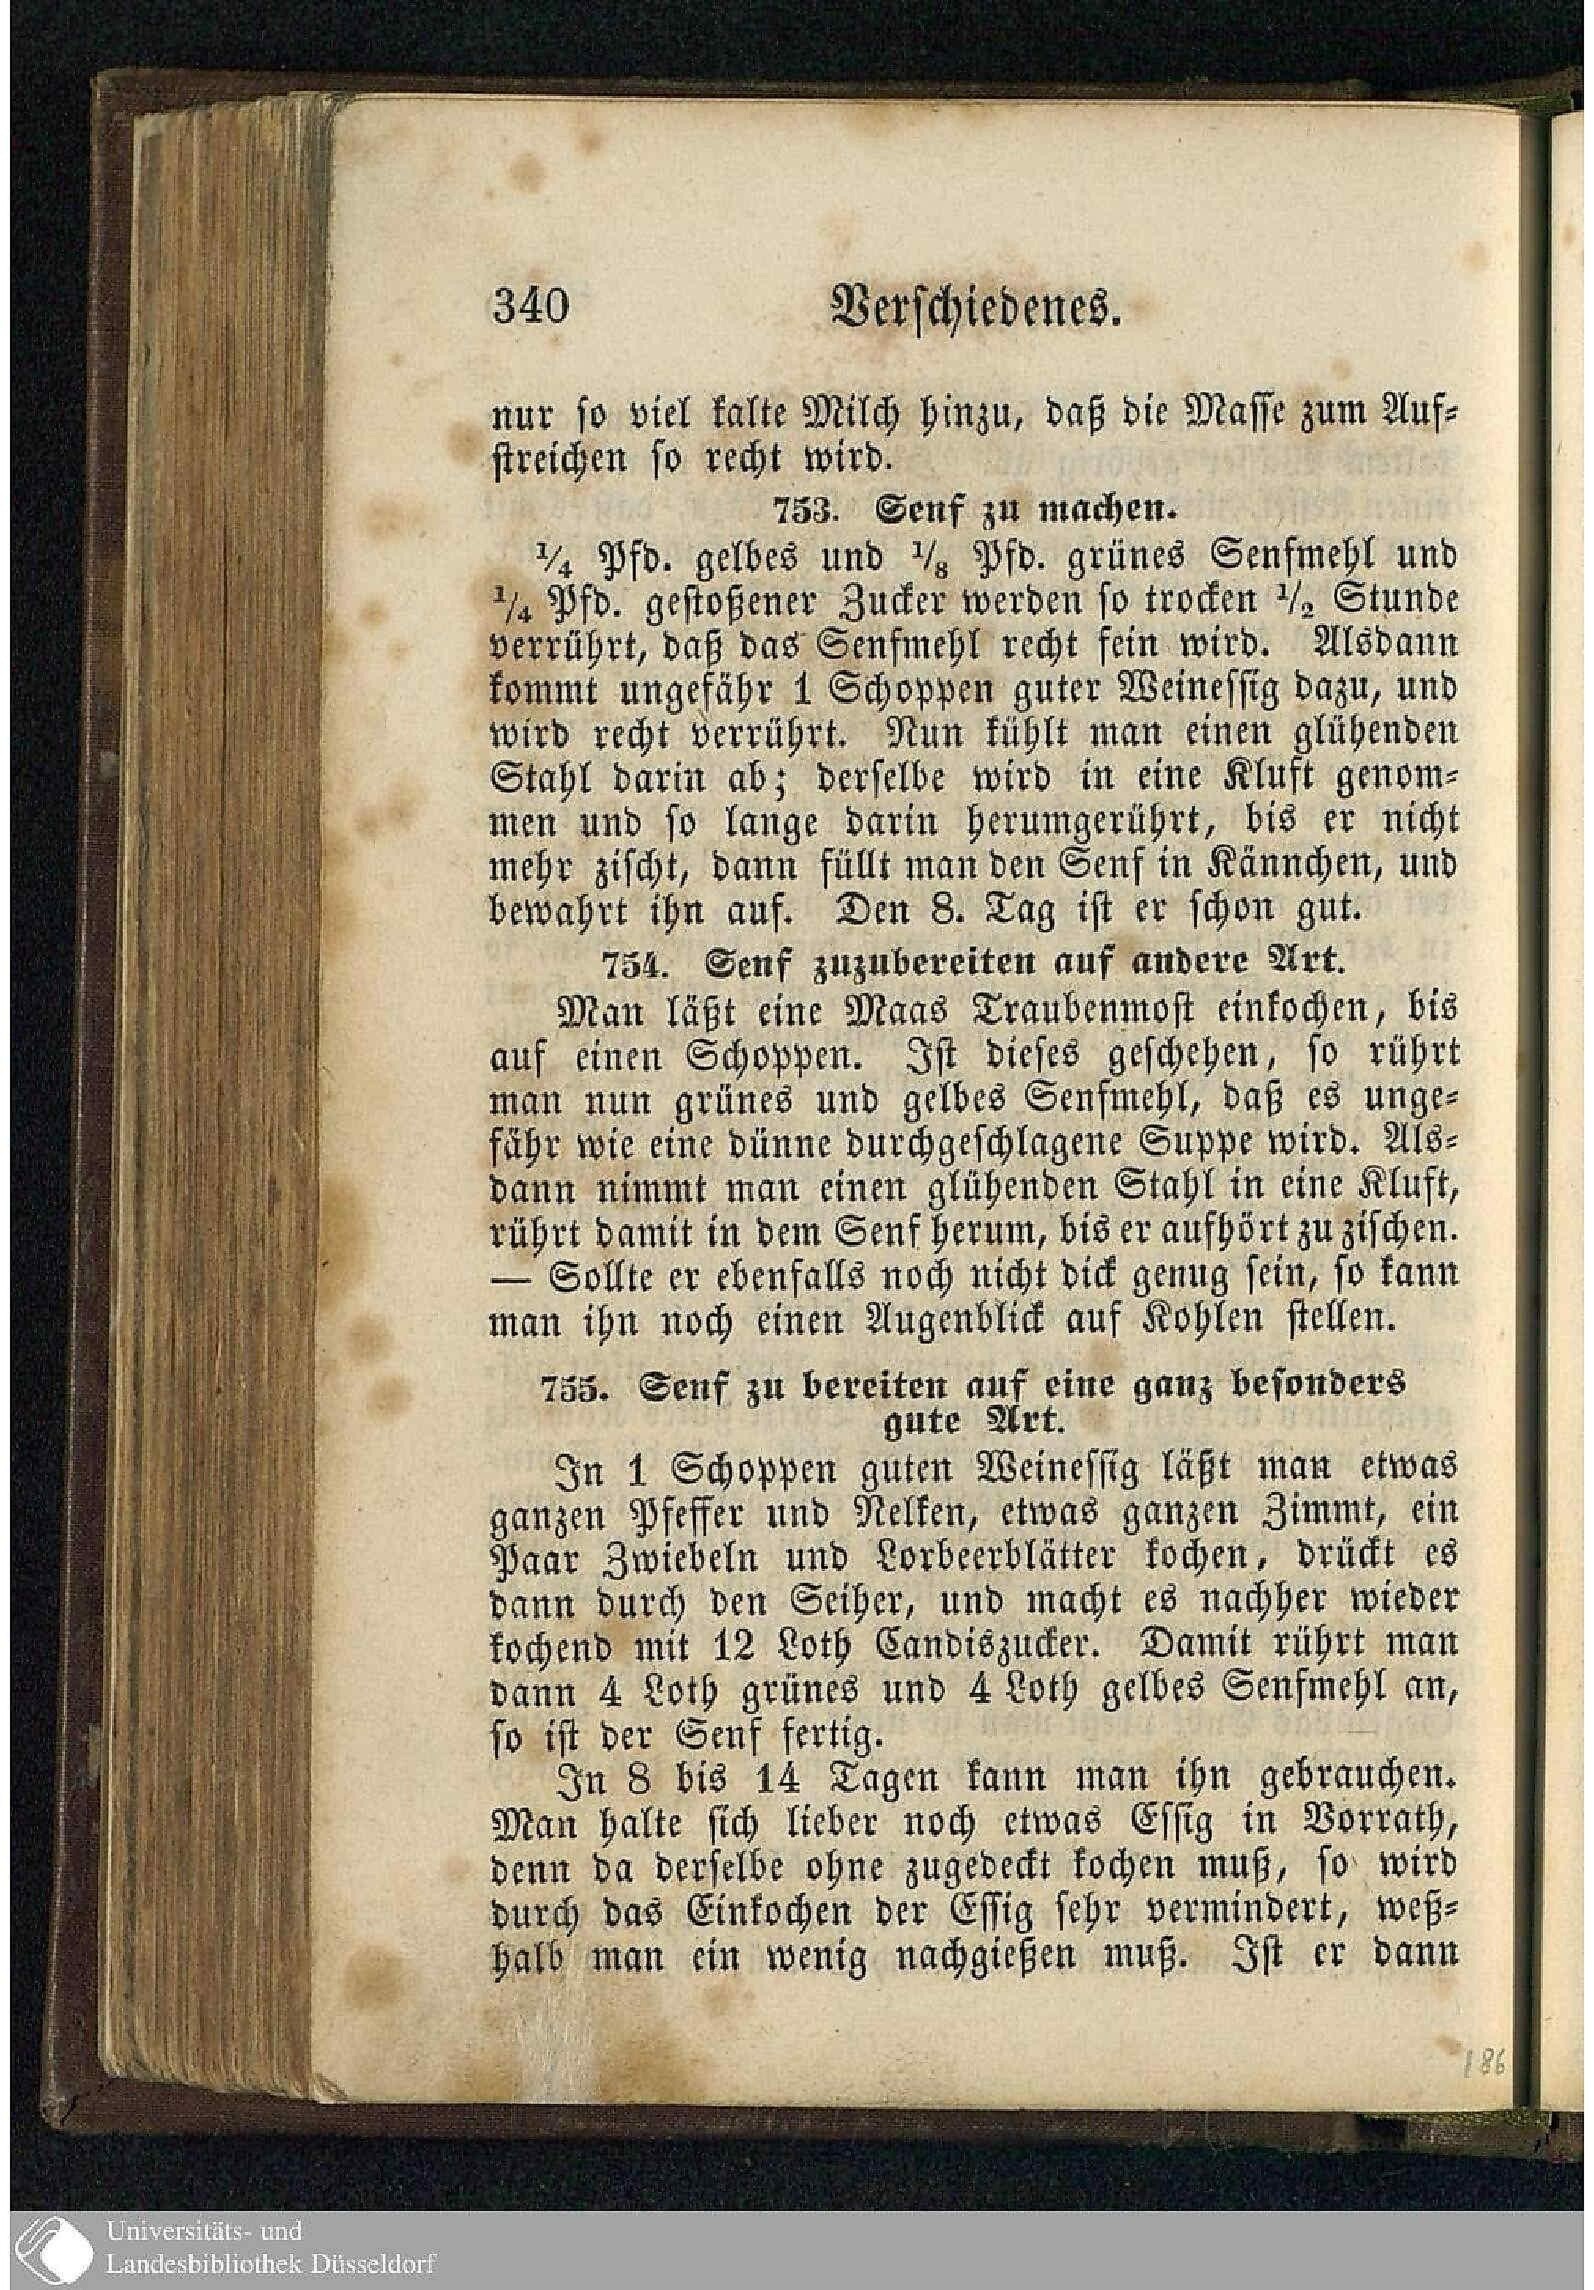 340 Verschiedenes.
nur so viel kalte Milch hinzu, daß die Masse zum Auf-
streichen so recht wird.
753. Senf zu machen.
¼ Pfd. gelbes und ⅛ Pfd. grünes Senfmehl und
¼ Pfd. gestoßener Zucker werden so trocken ½ Stunde
verrührt, daß das Senfmehl recht fein wird. Alsdann
kommt ungefähr 1 Schoppen guter Weinessig dazu, und
wird recht verrührt. Nun kühlt man einen glühenden
Stahl darin ab; derselbe wird in eine Kluft genom-
men und so lange darin herumgerührt, bis er nicht
mehr zischt, dann füllt man den Senf in Kännchen, und
bewahrt ihn auf. Den 8. Tag ist er schon gut.
754. Senf zuzubereiten auf andere Art.
Man läßt eine Maas Traubenmost einkochen, bis
auf einen Schoppen. Ist dieses geschehen, so rührt
man nun grünes und gelbes Senfmehl, daß es unge-
fähr wie eine dünne durchgeschlagene Suppe wird. Als-
dann nimmt man einen glühenden Stahl in eine Kluft,
rührt damit in dem Senf herum, bis er aufhört zu zischen.
— Sollte er ebenfalls noch nicht dick genug sein, so kann
man ihn noch einen Augenblick auf Kohlen stellen.
755. Senf zu bereiten auf eine ganz besonders
gute Art.
In 1 Schoppen guten Weinessig läßt man etwas
ganzen Pfeffer und Nelken, etwas ganzen Zimmt, ein
Paar Zwiebeln und Lorbeerblätter kochen, drückt es
dann durch den Seiher, und macht es nachher wieder
kochend mit 12 Loth Candiszucker. Damit rührt man
dann 4 Loth grünes und 4 Loth gelbes Senfmehl an,
so ist der Senf fertig.
In 8 bis 14 Tagen kann man ihn gebrauchen.
Man halte sich lieber noch etwas Essig in Vorrath,
denn da derselbe ohne zugedeckt kochen muß, so wird
durch das Einkochen der Essig sehr vermindert, weß-
halb man ein wenig nachgießen muß. Ist er dann
186
Universitäts- und
Landesbibliothek Düsseldorf